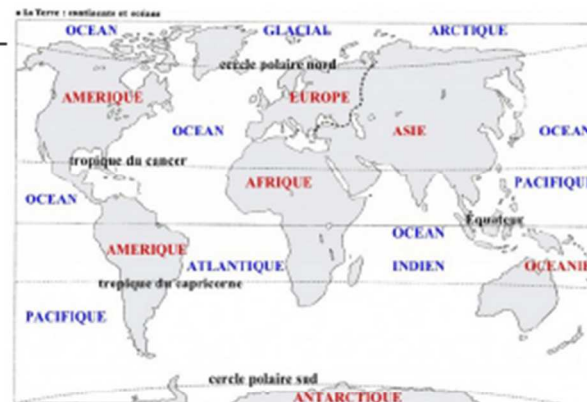 La Terre : continents et océans
OCEAN GLACIAL ARCTIQUE
cercle polaire nord
AMERIQUE EUROPE
OCEAN ASIE OCEAN
tropique du cancer
AFRIQUE PACIFIQUE
OCEAN
Équateur
OCEAN
AMERIQUE
ATLANTIQUE INDIEN OCEANIE
tropique du capricorne
PACIFIQUE
cercle polaire sud
ANTARCTIQUE